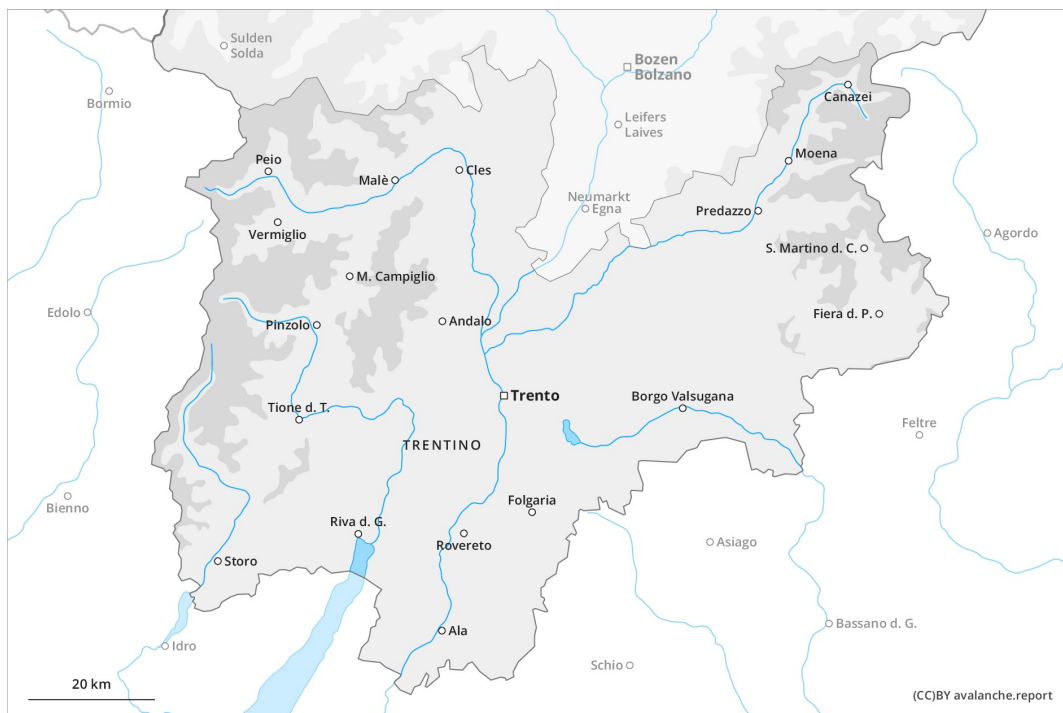 Sulden
Solda
Bozen
Bolzano
Bormio
Canazei
Leifers
Laives
Moena
Peio
Malè
Cles
Neumarkt
Egna
Predazzo
Vermiglio
Agordo
S. Martino d. C.
M. Campiglio
Edolo
Fiera d. P.
Pinzolo
Andalo
Trento
Borgo Valsugana
Tione d. T.
Feltre
TRENTINO
Bienno
Folgaria
Riva d. G.
Rovereto
Asiago
Storo
Ala
Bassano d. G.
Idro
Schio
20 km
(CC)BY avalanche.report